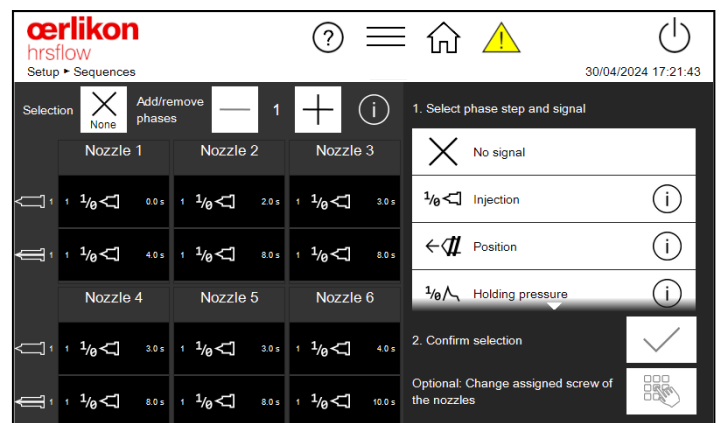 œrlikon
hrsflow
Setup ► Sequences
?
30/04/2024 17:21:43
Selection
None
Add/remove
phases
1
i
1. Select phase step and signal
Nozzle 1 Nozzle 2 Nozzle 3
1 1 1/0 0.0 s 1 1/0 2.0 s 1 1/0 3.0 s
1 1 1/0 4.0 s 1 1/0 8.0 s 1 1/0 8.0 s
Nozzle 4 Nozzle 5 Nozzle 6
1 1 1/0 3.0 s 1 1/0 3.0 s 1 1/0 4.0 s
1 1 1/0 8.0 s 1 1/0 8.0 s 1 1/0 10.0 s
No signal
1/0 Injection i
Position i
1/0 Holding pressure i
2. Confirm selection
Optional: Change assigned screw of
the nozzles